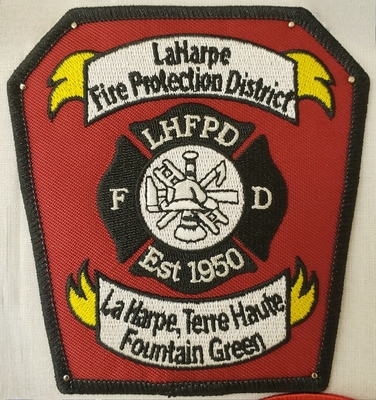 LaHarpe
Fire Protection District
LHFPD
F D
Est 1950
La Harpe, Terre Haute
Fountain Green